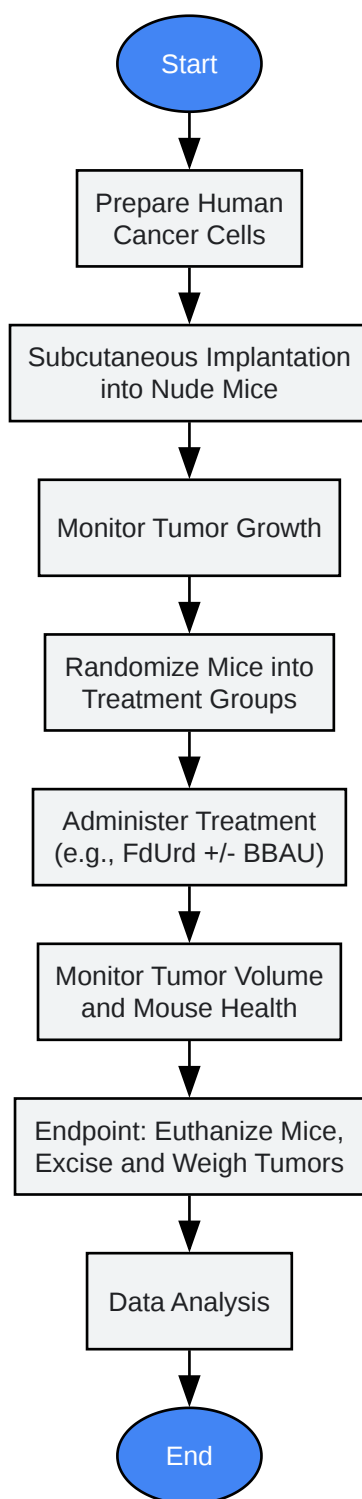 Start
Prepare Human
Cancer Cells
Subcutaneous Implantation
into Nude Mice
Monitor Tumor Growth
Randomize Mice into
Treatment Groups
Administer Treatment
(e.g., FdUrd +/- BBAU)
Monitor Tumor Volume
and Mouse Health
Endpoint: Euthanize Mice,
Excise and Weigh Tumors
Data Analysis
End